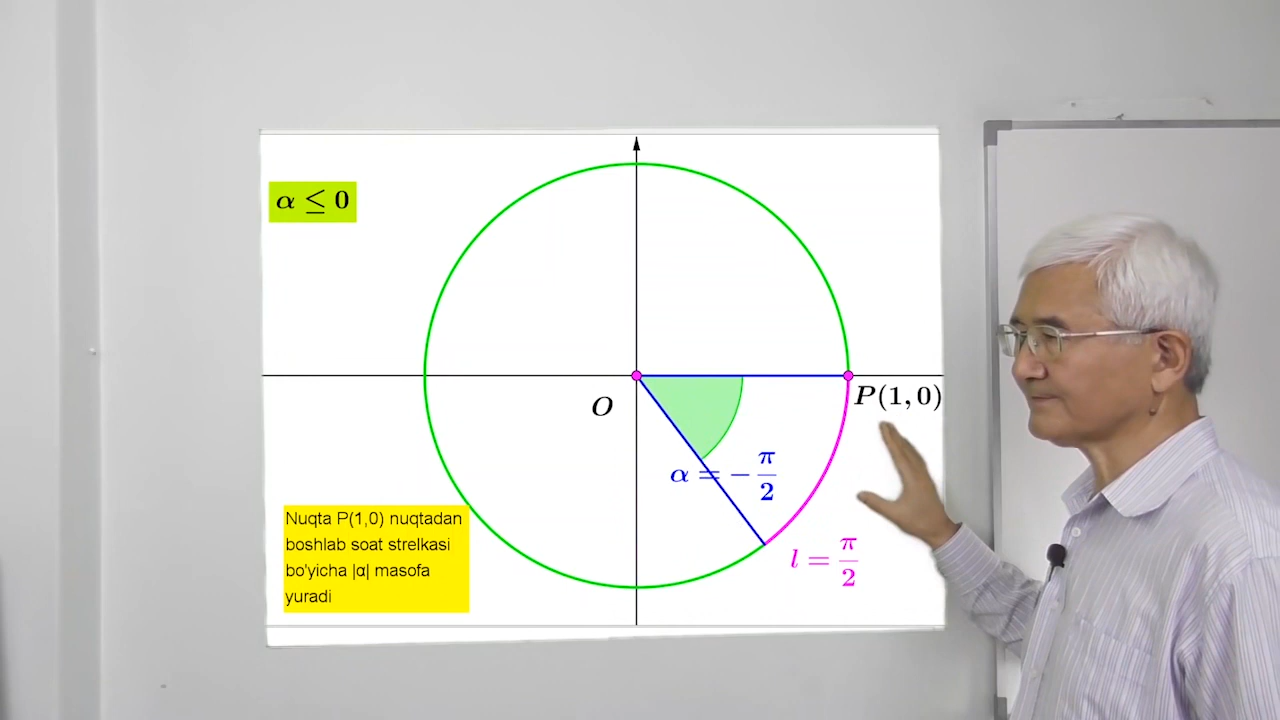 α ≤ 0
P(1, 0)
O
α = −π/2
l = π/2
Nuqta P(1,0) nuqtadan
boshlab soat strelkasi
bo'yicha |α| masofa
yuradi